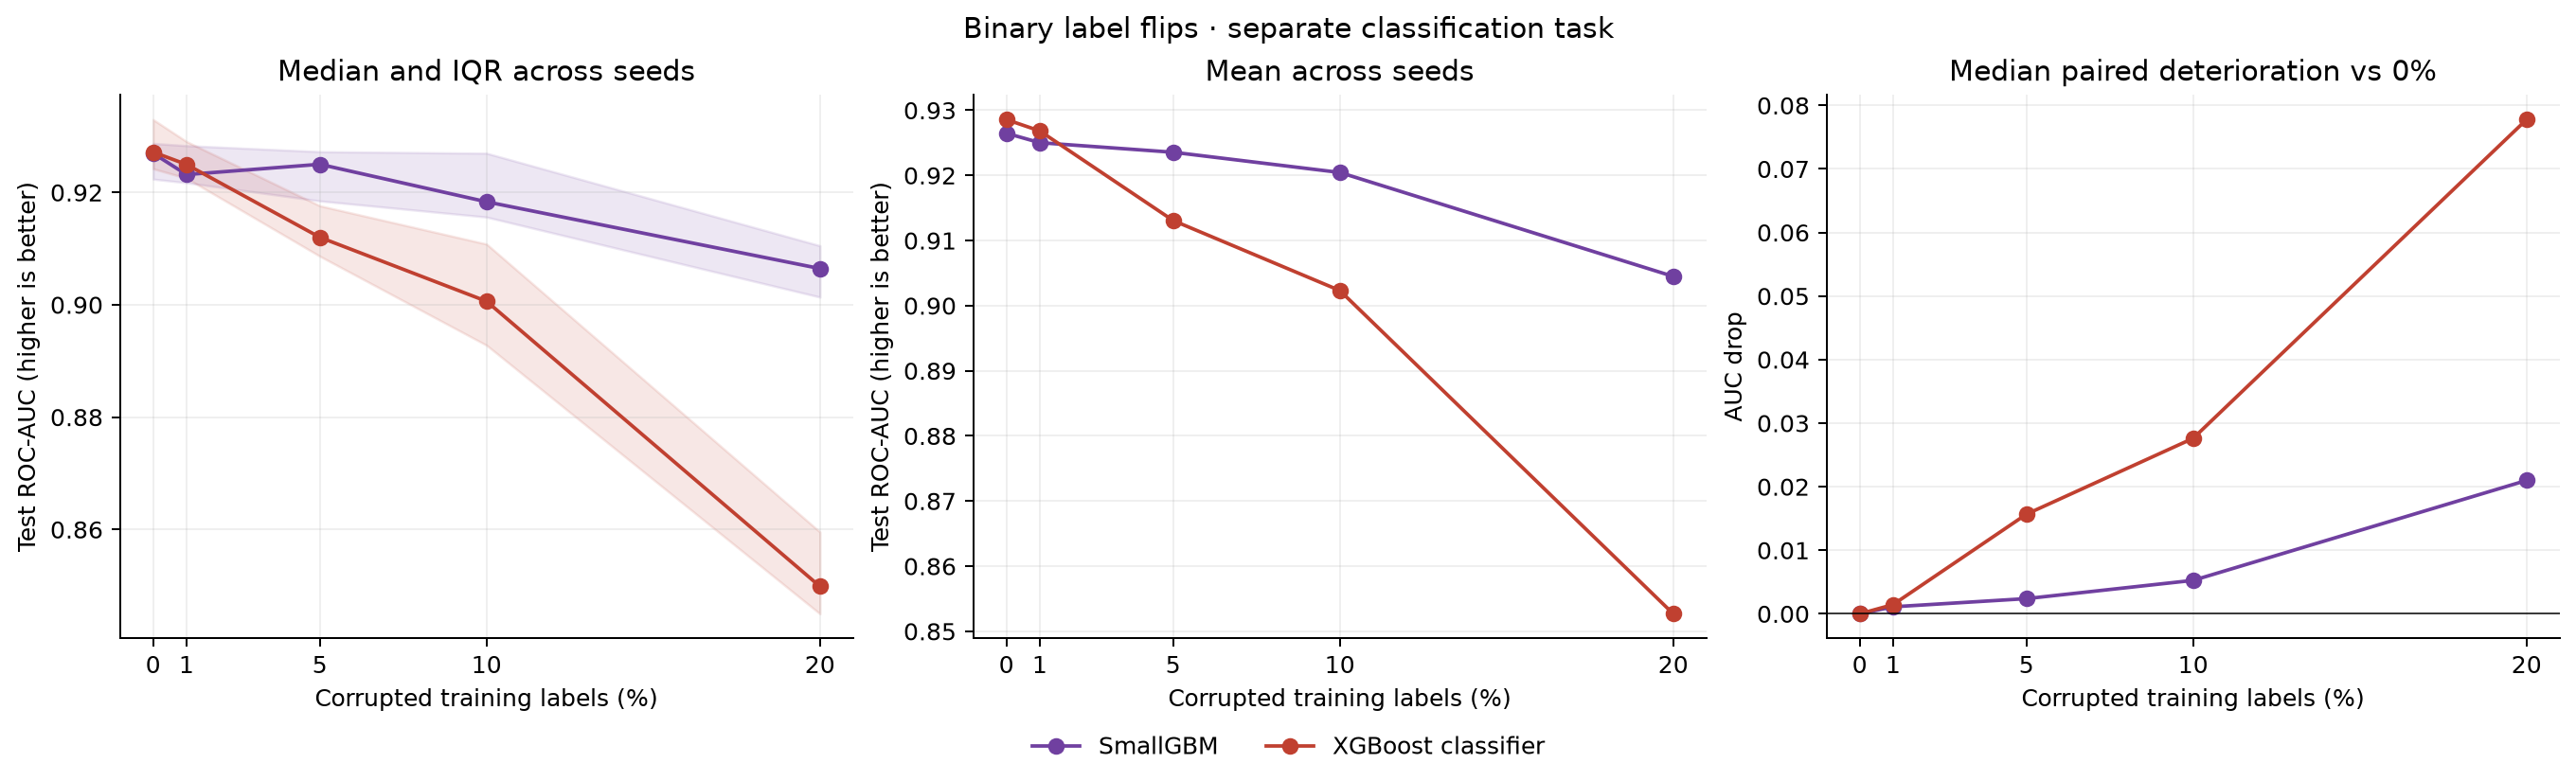 Binary label flips · separate classification task
Median and IQR across seeds
Test ROC-AUC (higher is better)
0.92
0.90
0.88
0.86
0 1 5 10 20
Corrupted training labels (%)
Mean across seeds
Test ROC-AUC (higher is better)
0.93
0.92
0.91
0.90
0.89
0.88
0.87
0.86
0.85
0 1 5 10 20
Corrupted training labels (%)
Median paired deterioration vs 0%
AUC drop
0.08
0.07
0.06
0.05
0.04
0.03
0.02
0.01
0.00
0 1 5 10 20
Corrupted training labels (%)
SmallGBM XGBoost classifier